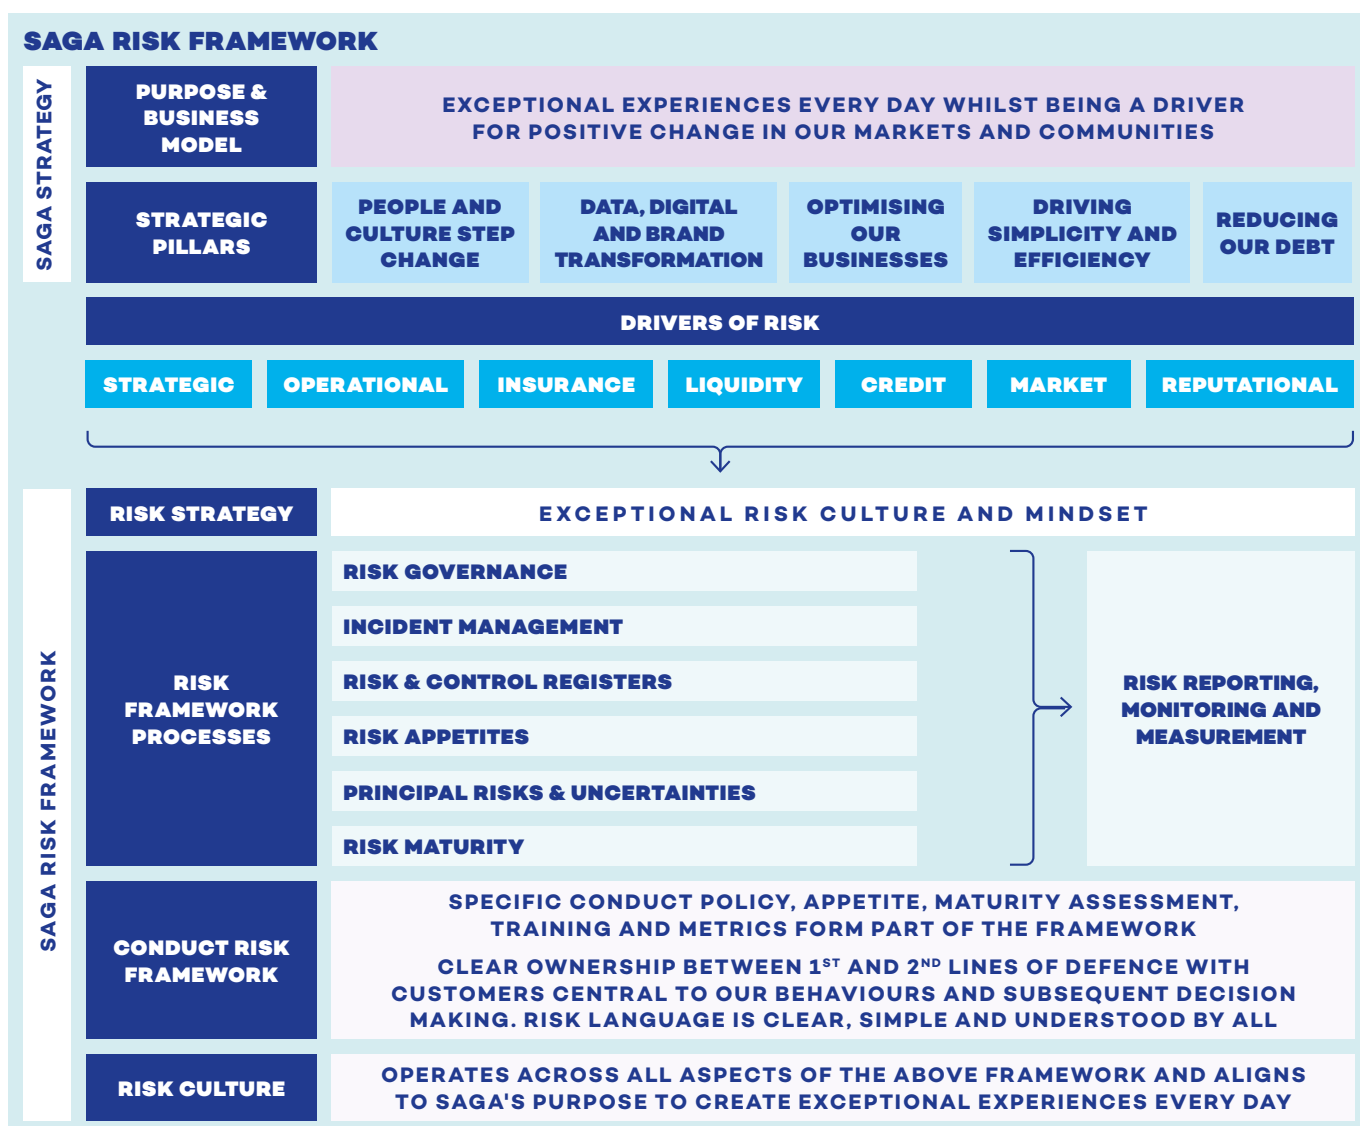 SAGA RISK FRAMEWORK
SAGA STRATEGY
PURPOSE &
BUSINESS
MODEL
EXCEPTIONAL EXPERIENCES EVERY DAY WHILST BEING A DRIVER
FOR POSITIVE CHANGE IN OUR MARKETS AND COMMUNITIES
STRATEGIC
PILLARS
PEOPLE AND
CULTURE STEP
CHANGE
DATA, DIGITAL
AND BRAND
TRANSFORMATION
OPTIMISING
OUR
BUSINESSES
DRIVING
SIMPLICITY AND
EFFICIENCY
REDUCING
OUR DEBT
DRIVERS OF RISK
STRATEGIC
OPERATIONAL
INSURANCE
LIQUIDITY
CREDIT
MARKET
REPUTATIONAL
SAGA RISK FRAMEWORK
RISK STRATEGY
EXCEPTIONAL RISK CULTURE AND MINDSET
RISK
FRAMEWORK
PROCESSES
RISK GOVERNANCE
INCIDENT MANAGEMENT
RISK & CONTROL REGISTERS
RISK APPETITES
PRINCIPAL RISKS & UNCERTAINTIES
RISK MATURITY
RISK REPORTING,
MONITORING AND
MEASUREMENT
CONDUCT RISK
FRAMEWORK
SPECIFIC CONDUCT POLICY, APPETITE, MATURITY ASSESSMENT,
TRAINING AND METRICS FORM PART OF THE FRAMEWORK
CLEAR OWNERSHIP BETWEEN 1ST AND 2ND LINES OF DEFENCE WITH
CUSTOMERS CENTRAL TO OUR BEHAVIOURS AND SUBSEQUENT DECISION
MAKING. RISK LANGUAGE IS CLEAR, SIMPLE AND UNDERSTOOD BY ALL
RISK CULTURE
OPERATES ACROSS ALL ASPECTS OF THE ABOVE FRAMEWORK AND ALIGNS
TO SAGA'S PURPOSE TO CREATE EXCEPTIONAL EXPERIENCES EVERY DAY